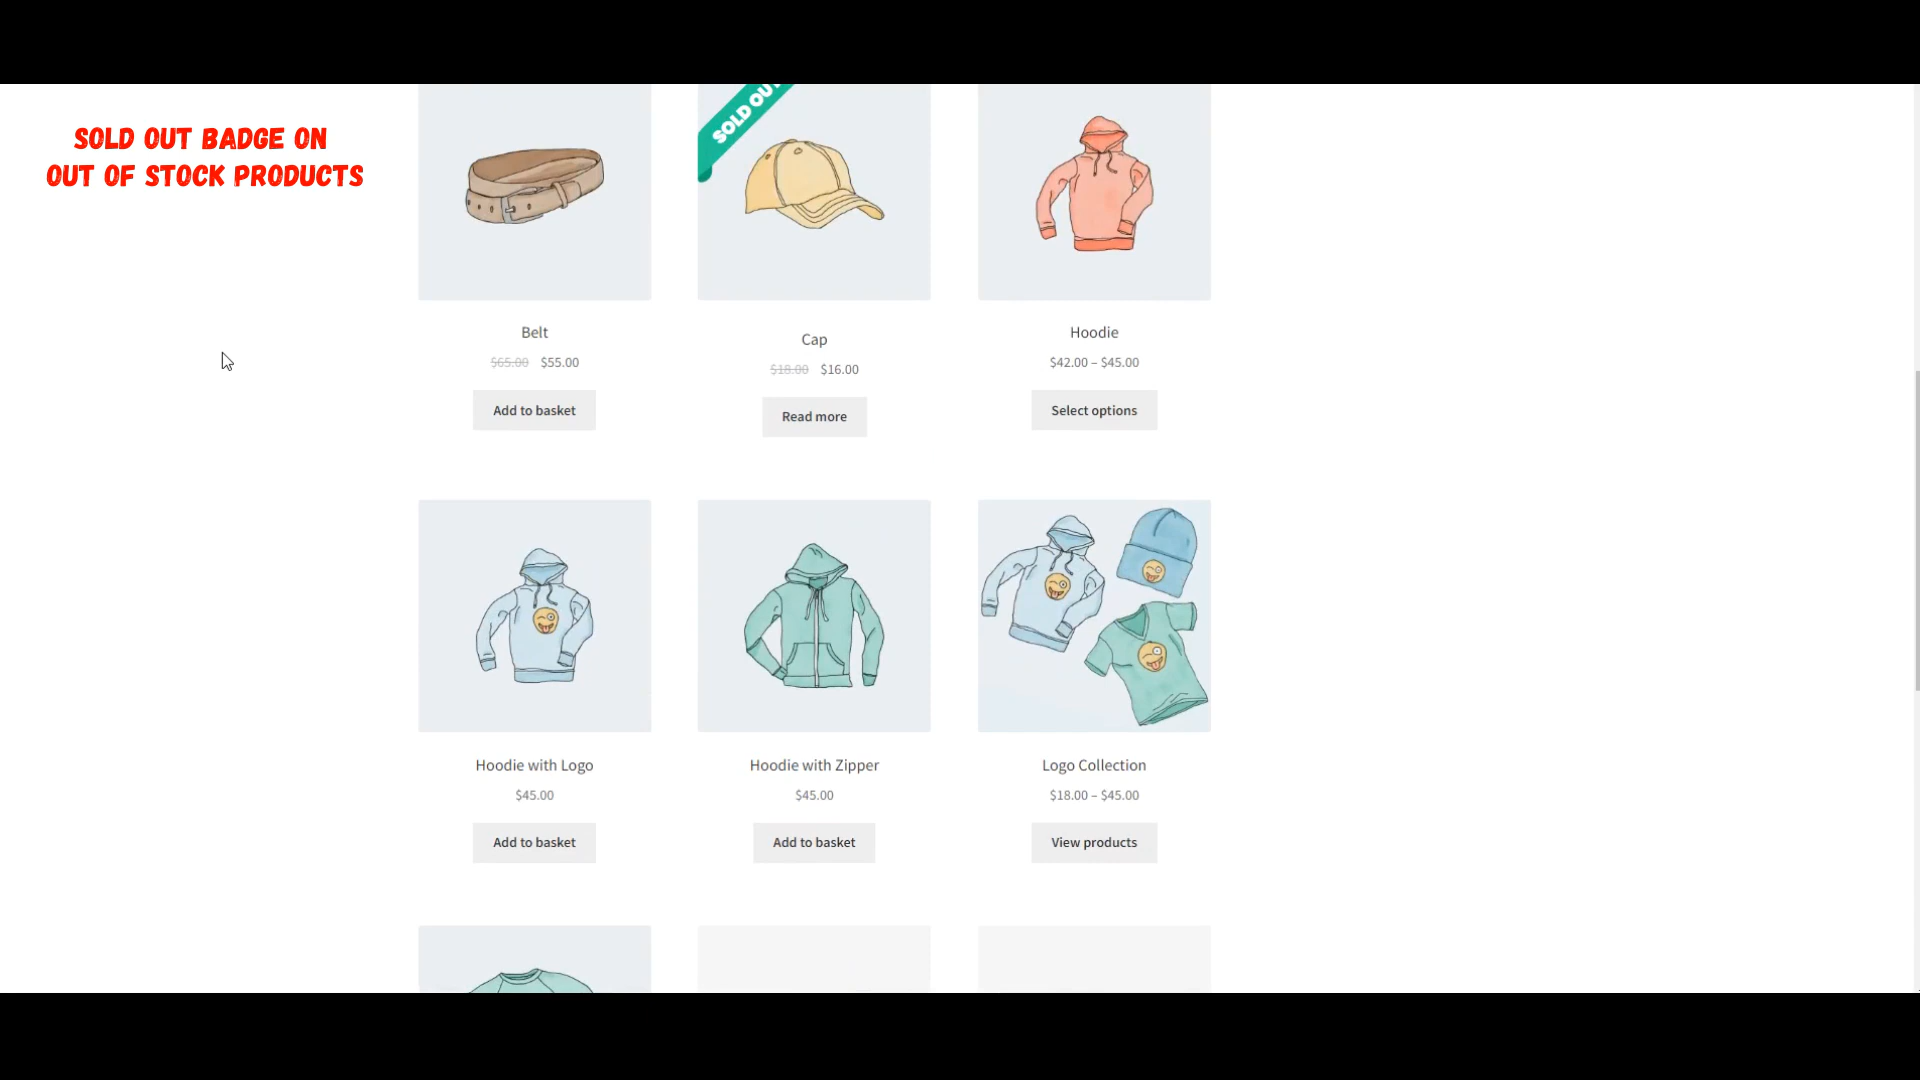 SOLD OUT BADGE ON
OUT OF STOCK PRODUCTS
SOLD OUT
Belt
$65.00 $55.00
Add to basket
Cap
$18.00 $16.00
Read more
Hoodie
$42.00 – $45.00
Select options
Hoodie with Logo
$45.00
Add to basket
Hoodie with Zipper
$45.00
Add to basket
Logo Collection
$18.00 – $45.00
View products